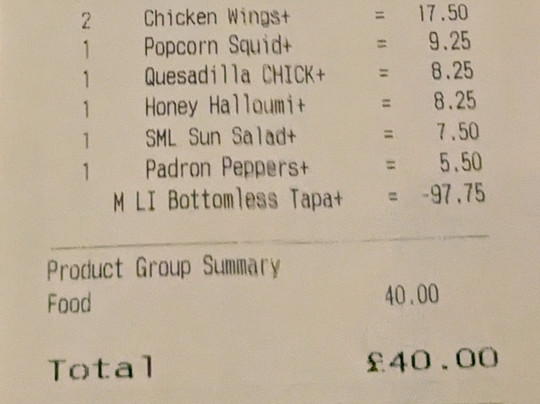 2 Chicken Wings+ = 17.50
1 Popcorn Squid+ = 9.25
1 Quesadilla CHICK+ = 8.25
1 Honey Halloumi+ = 8.25
1 SML Sun Salad+ = 7.50
1 Padron Peppers+ = 5.50
M LI Bottomless Tapa+ = -97.75
Product Group Summary
Food 40.00
Total £40.00